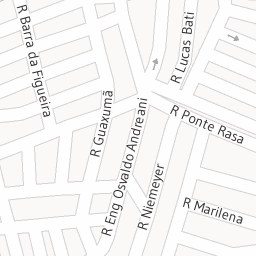 R Barra da Figueira
R Lucas Bati
R Guaxumã
R Ponte Rasa
R Eng Osvaldo Andreani
R Niemeyer
R Marilena